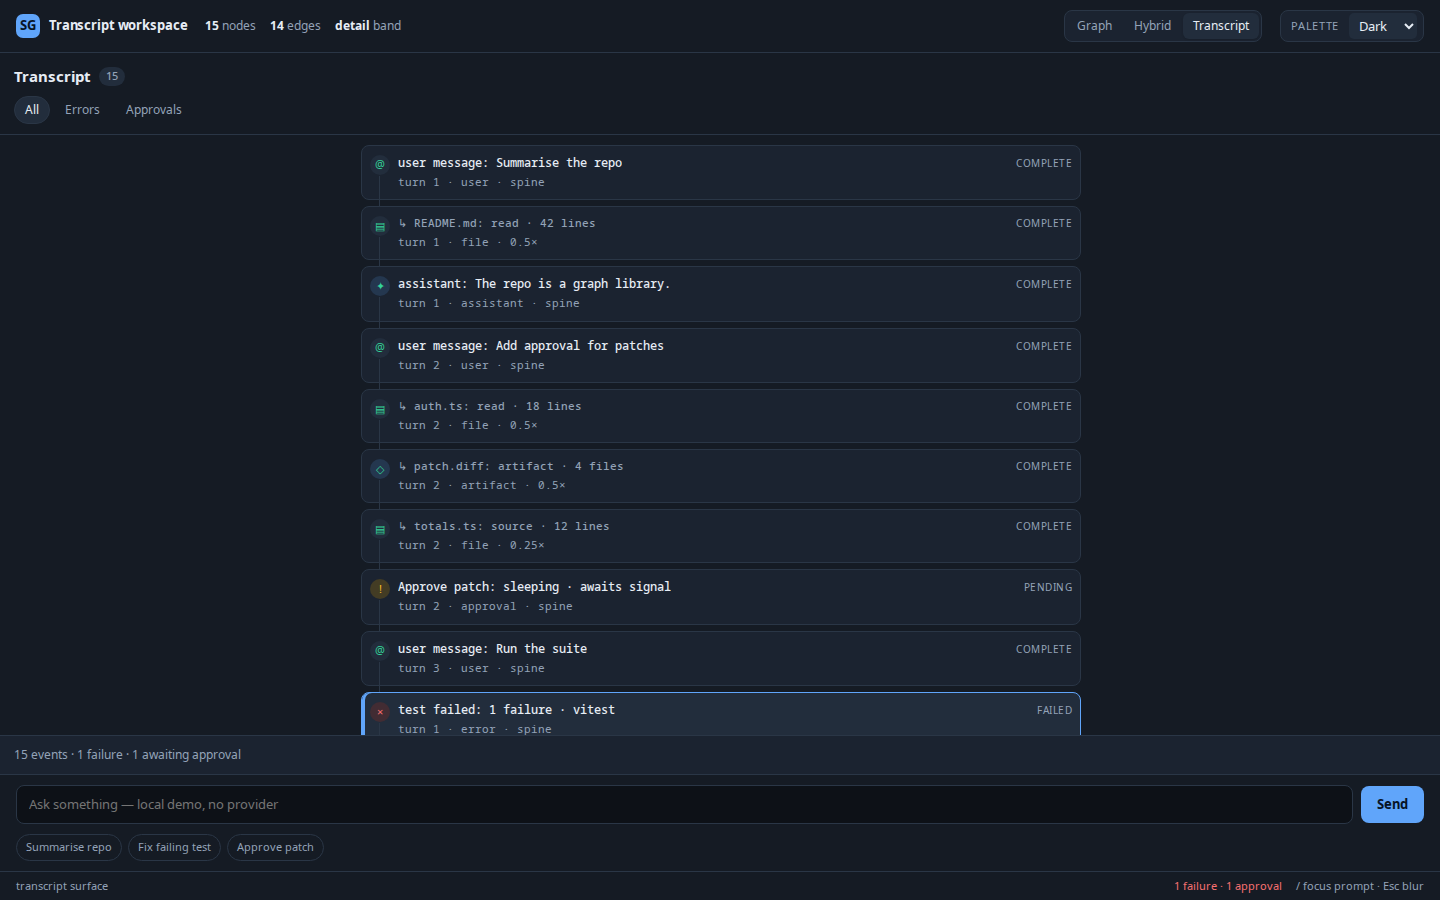 SG Transcript workspace 15 nodes 14 edges detail band Graph Hybrid Transcript PALETTE Dark
Transcript 15
All Errors Approvals
@ user message: Summarise the repo COMPLETE
turn 1 · user · spine
↳ README.md: read · 42 lines COMPLETE
turn 1 · file · 0.5×
assistant: The repo is a graph library. COMPLETE
turn 1 · assistant · spine
@ user message: Add approval for patches COMPLETE
turn 2 · user · spine
↳ auth.ts: read · 18 lines COMPLETE
turn 2 · file · 0.5×
↳ patch.diff: artifact · 4 files COMPLETE
turn 2 · artifact · 0.5×
↳ totals.ts: source · 12 lines COMPLETE
turn 2 · file · 0.25×
! Approve patch: sleeping · awaits signal PENDING
turn 2 · approval · spine
@ user message: Run the suite COMPLETE
turn 3 · user · spine
× test failed: 1 failure · vitest FAILED
turn 1 · error · spine
15 events · 1 failure · 1 awaiting approval
Ask something — local demo, no provider Send
Summarise repo Fix failing test Approve patch
transcript surface 1 failure · 1 approval / focus prompt · Esc blur